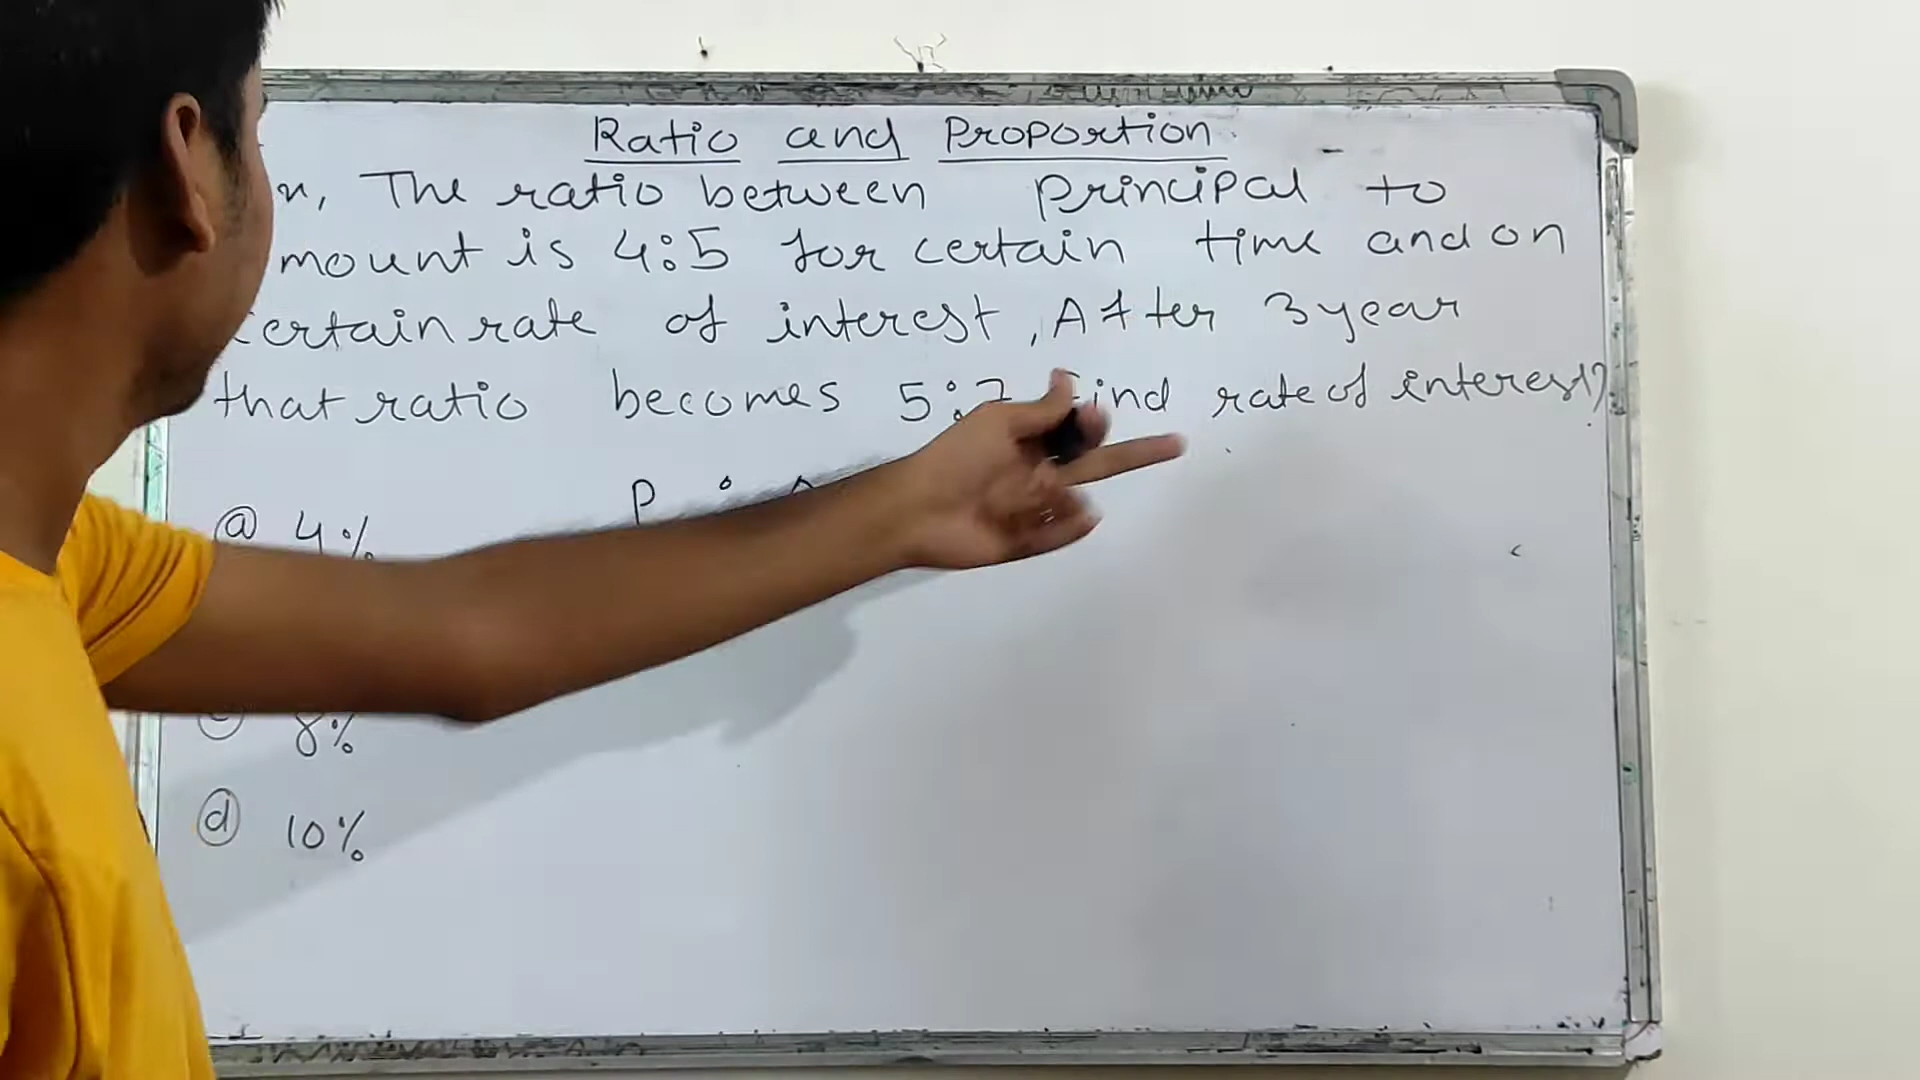 Ratio and Proportion
The ratio between principal to
mount is 4:5 for certain time and on
ertain rate of interest, After 3 year
that ratio becomes 5:7 find rate of interest?
P :
ⓐ 4%
8%
ⓓ 10%